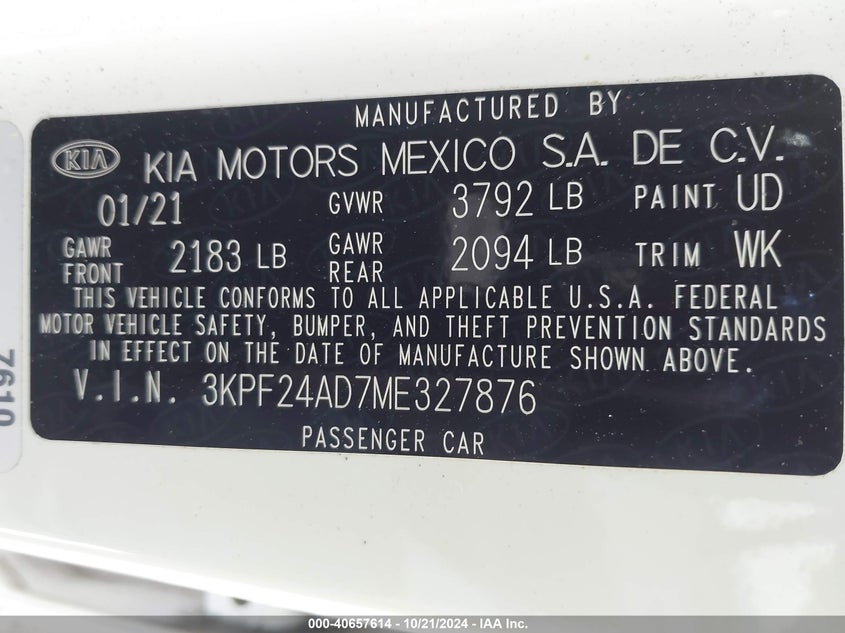 MANUFACTURED BY
KIA KIA MOTORS MEXICO S.A. DE C.V.
01/21 GVWR 3792 LB PAINT UD
GAWR FRONT 2183 LB GAWR REAR 2094 LB TRIM WK
THIS VEHICLE CONFORMS TO ALL APPLICABLE U.S.A. FEDERAL
MOTOR VEHICLE SAFETY, BUMPER, AND THEFT PREVENTION STANDARDS
IN EFFECT ON THE DATE OF MANUFACTURE SHOWN ABOVE.
V.I.N. 3KPF24AD7ME327876
PASSENGER CAR
000-40657614 - 10/21/2024 - IAA Inc.